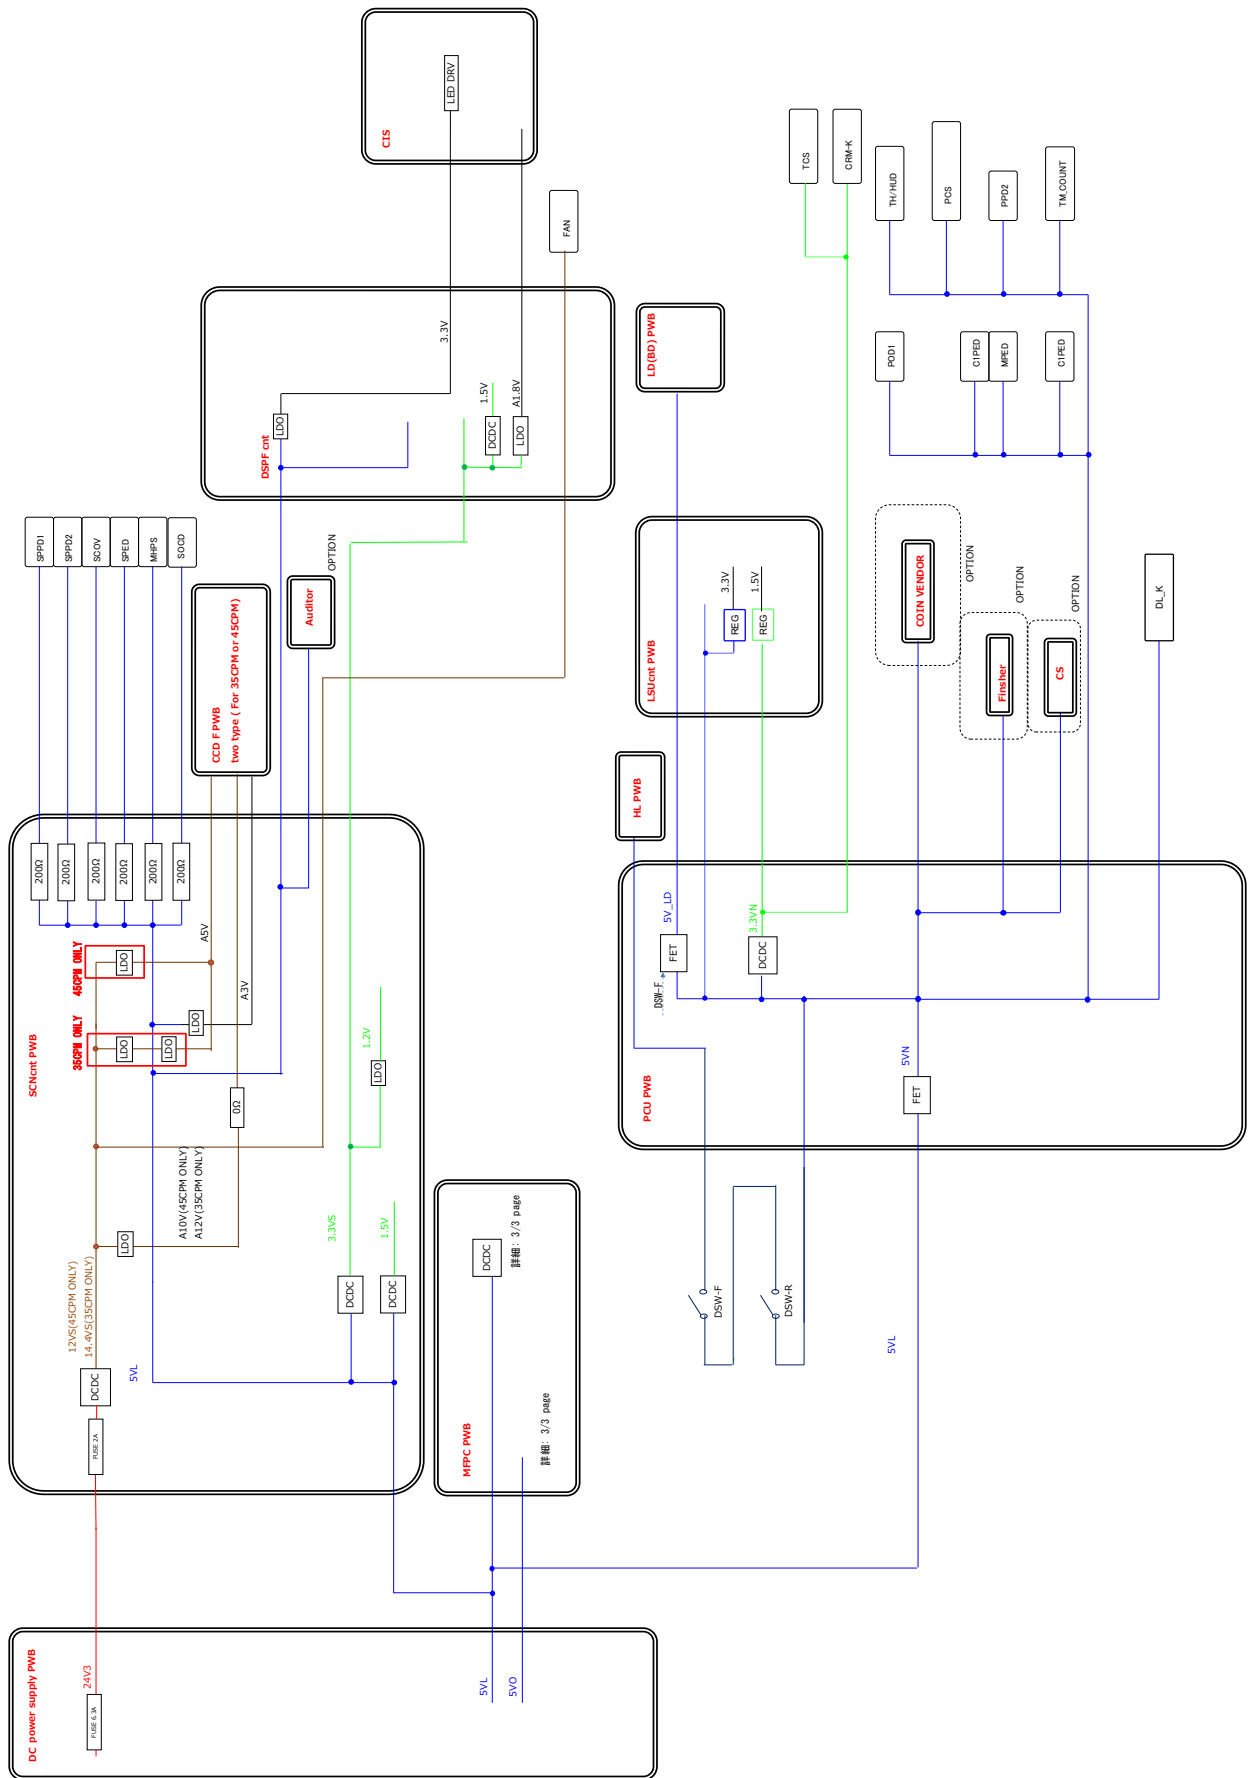 DC power supply PWB
FUSE 6.3A
24V3
5VL
5VO
SCNcnt PWB
FUSE 2A
DCDC
12VS(45CPM ONLY)
14.4VS(35CPM ONLY)
5VL
LDO
A10V(45CPM ONLY)
A12V(35CPM ONLY)
0Ω
35CPM ONLY
LDO
LDO
45CPM ONLY
LDO
LDO
A3V
A5V
200Ω
200Ω
200Ω
200Ω
200Ω
200Ω
DCDC
3.3VS
DCDC
1.5V
LDO
1.2V
SPPD1
SPPD2
SCOV
SPED
MHPS
SOCD
CCD F PWB
two type ( For 35CPM or 45CPM)
Auditor
OPTION
DSPF cnt
LDO
3.3V
DCDC
1.5V
LDO
A1.8V
CIS
LED DRV
FAN
MFPC PWB
DCDC
詳細: 3/3 page
詳細: 3/3 page
PCU PWB
FET
5VN
5VL
DSW-F
DSW-R
DSW-F
FET
5V_LD
DCDC
3.3VN
HL PWB
LSUcnt PWB
REG
3.3V
REG
1.5V
LD(BD) PWB
TCS
CRM-K
TH/HUD
PCS
PPD2
TM_COUNT
POD1
C1PED
MPED
C1PED
COIN VENDOR
OPTION
Finsher
OPTION
CS
OPTION
DL_K